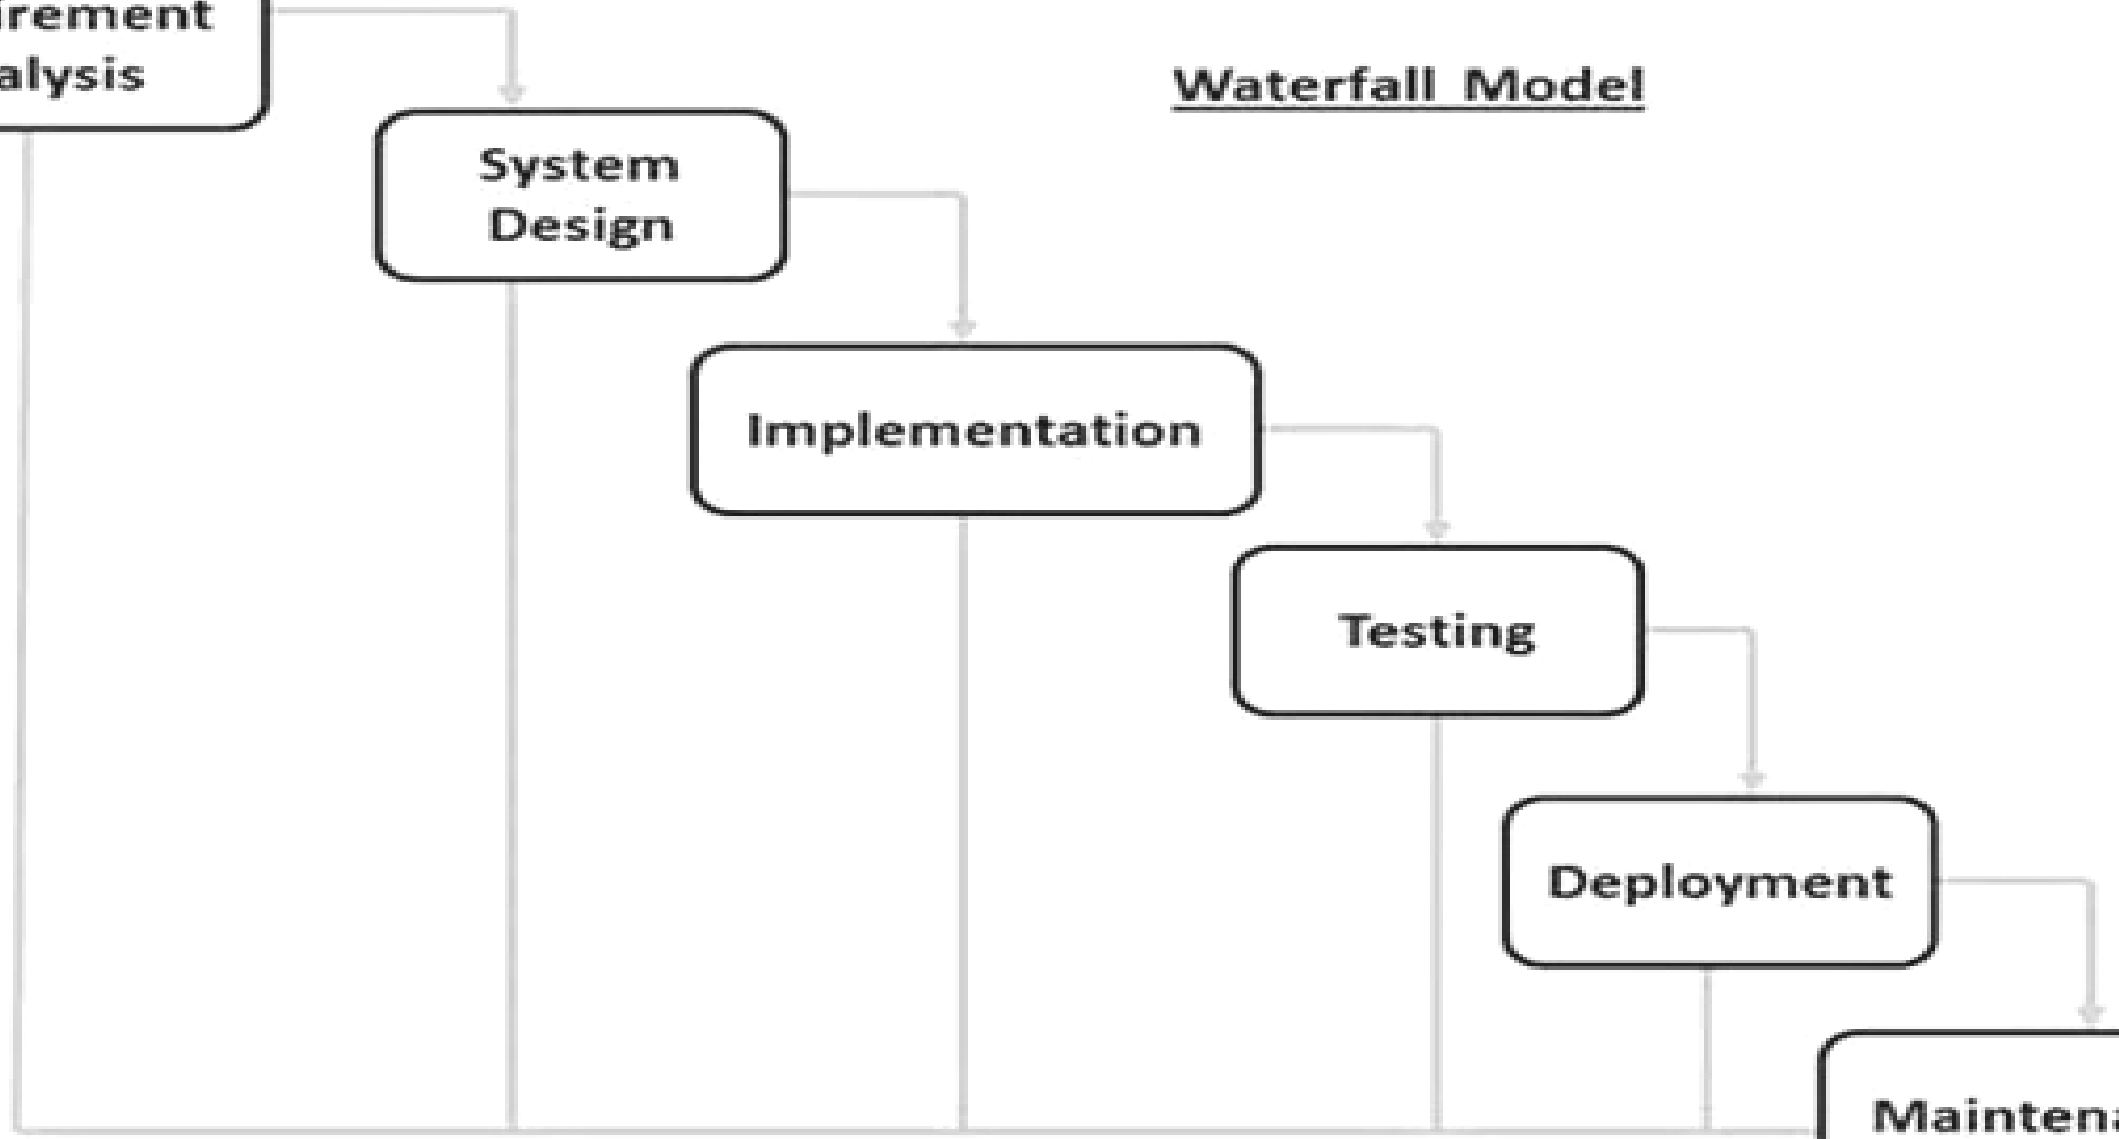 irement
alysis
Waterfall Model
System
Design
Implementation
Testing
Deployment
Maintena